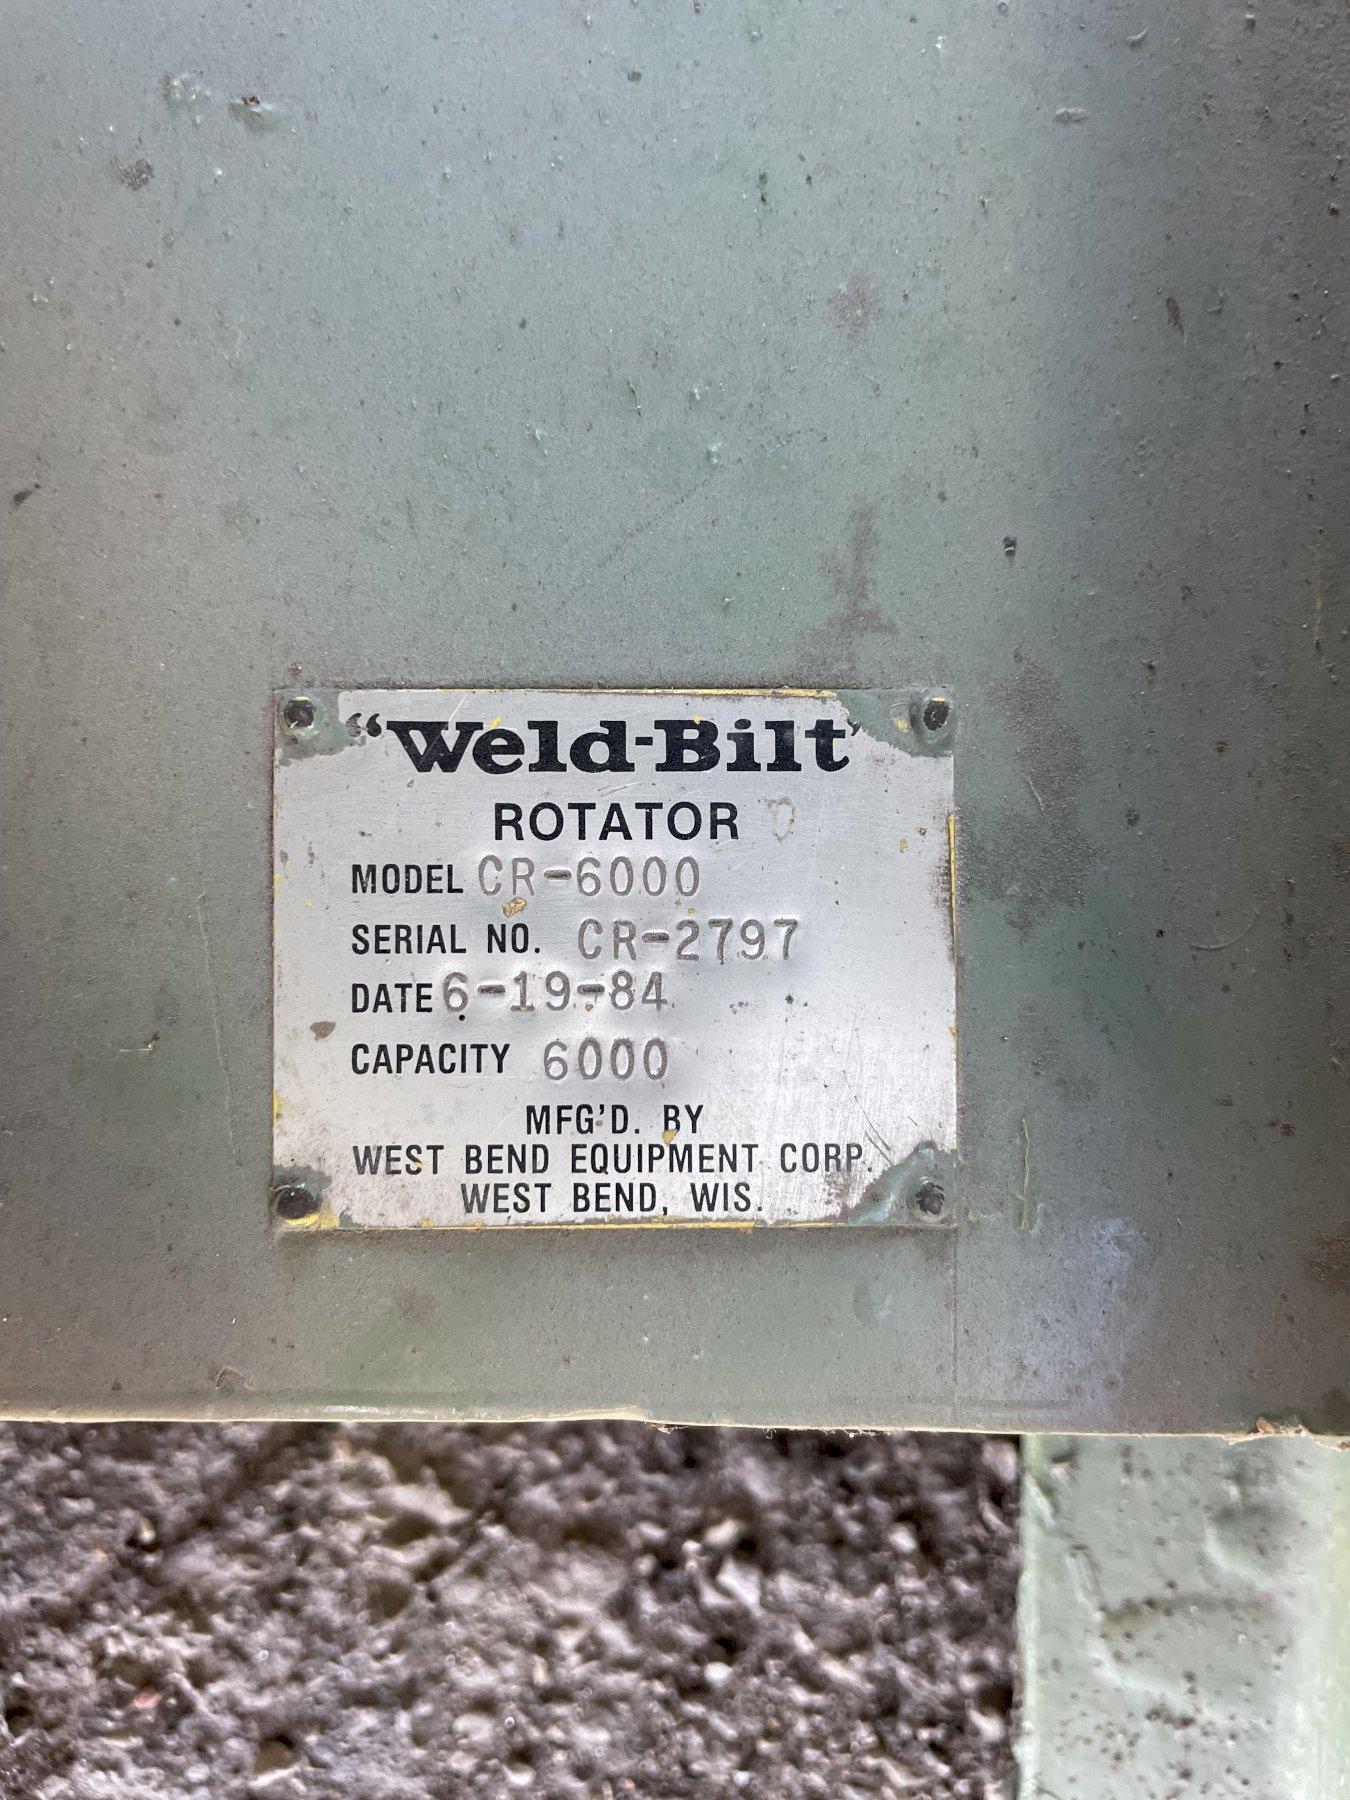 "Weld-Bilt"
ROTATOR
MODEL CR-6000
SERIAL NO. CR-2797
DATE 6-19-84
CAPACITY 6000
MFG'D. BY
WEST BEND EQUIPMENT CORP.
WEST BEND, WIS.